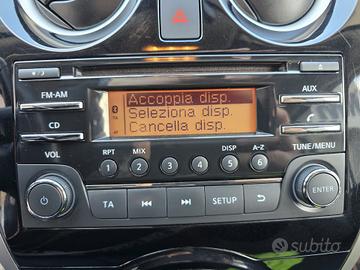 FM-AM
CD
VOL
Accoppia disp.
Seleziona disp.
Cancella disp.
TA
AUX
TUNE/MENU
RPT MIX DISP A-Z
1 2 3 4 5 6
TA SETUP
ENTER
subito